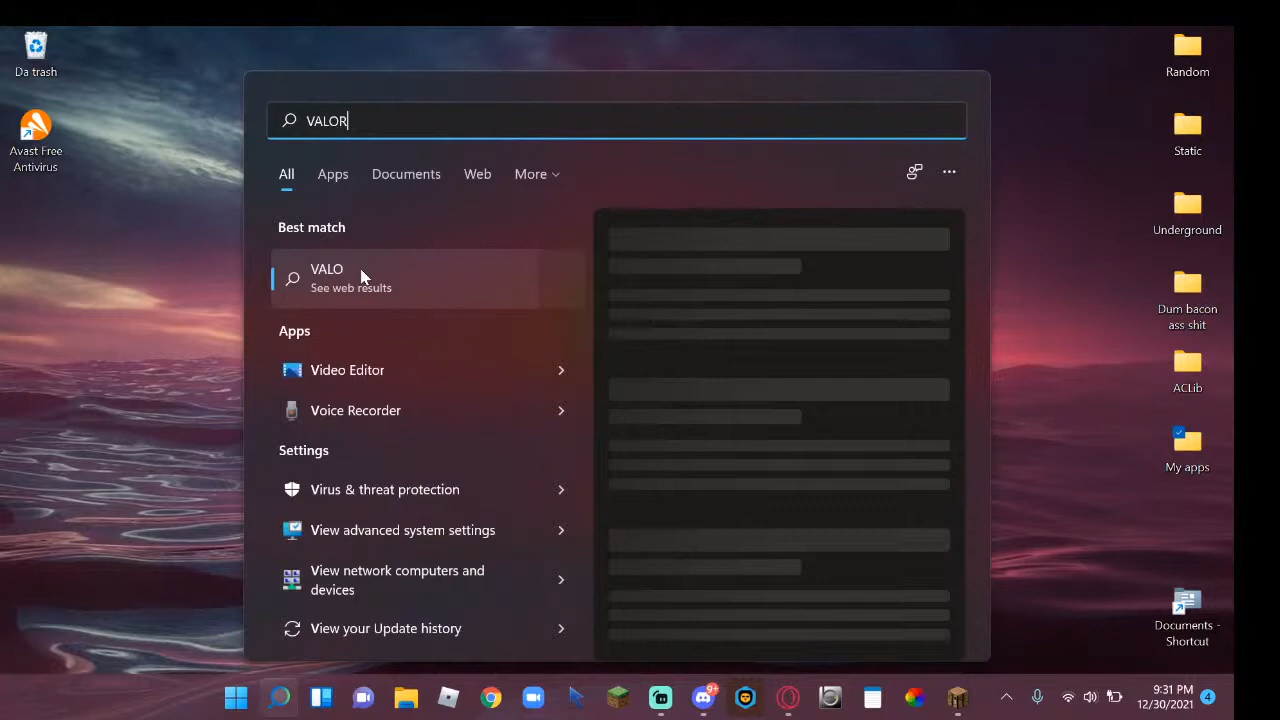 Da trash
Avast Free
Antivirus
VALOR
All
Apps
Documents
Web
More
Best match
VALO
See web results
Apps
Video Editor
Voice Recorder
Settings
Virus & threat protection
View advanced system settings
View network computers and
devices
View your Update history
Random
Static
Underground
Dum bacon
ass shit
ACLib
My apps
Documents -
Shortcut
9+
9:31 PM
12/30/2021
4